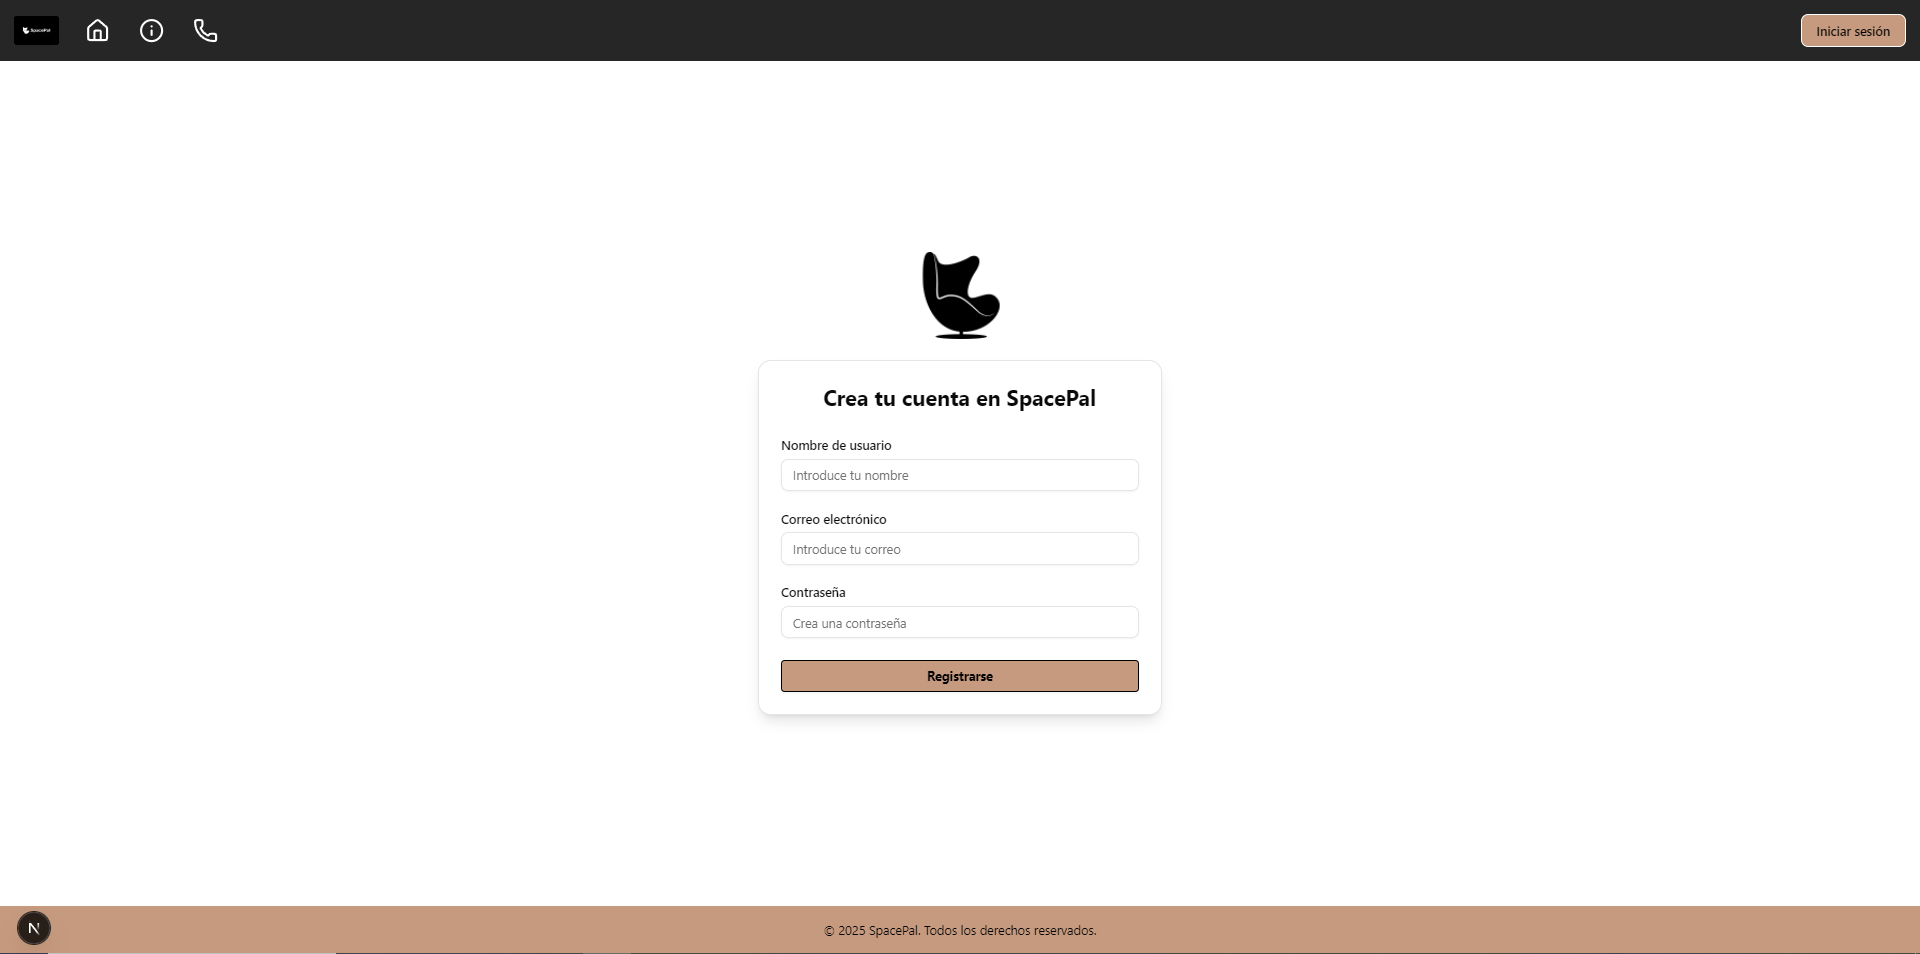 SpacePal
Iniciar sesión
Crea tu cuenta en SpacePal
Nombre de usuario
Introduce tu nombre
Correo electrónico
Introduce tu correo
Contraseña
Crea una contraseña
Registrarse
N
© 2025 SpacePal. Todos los derechos reservados.